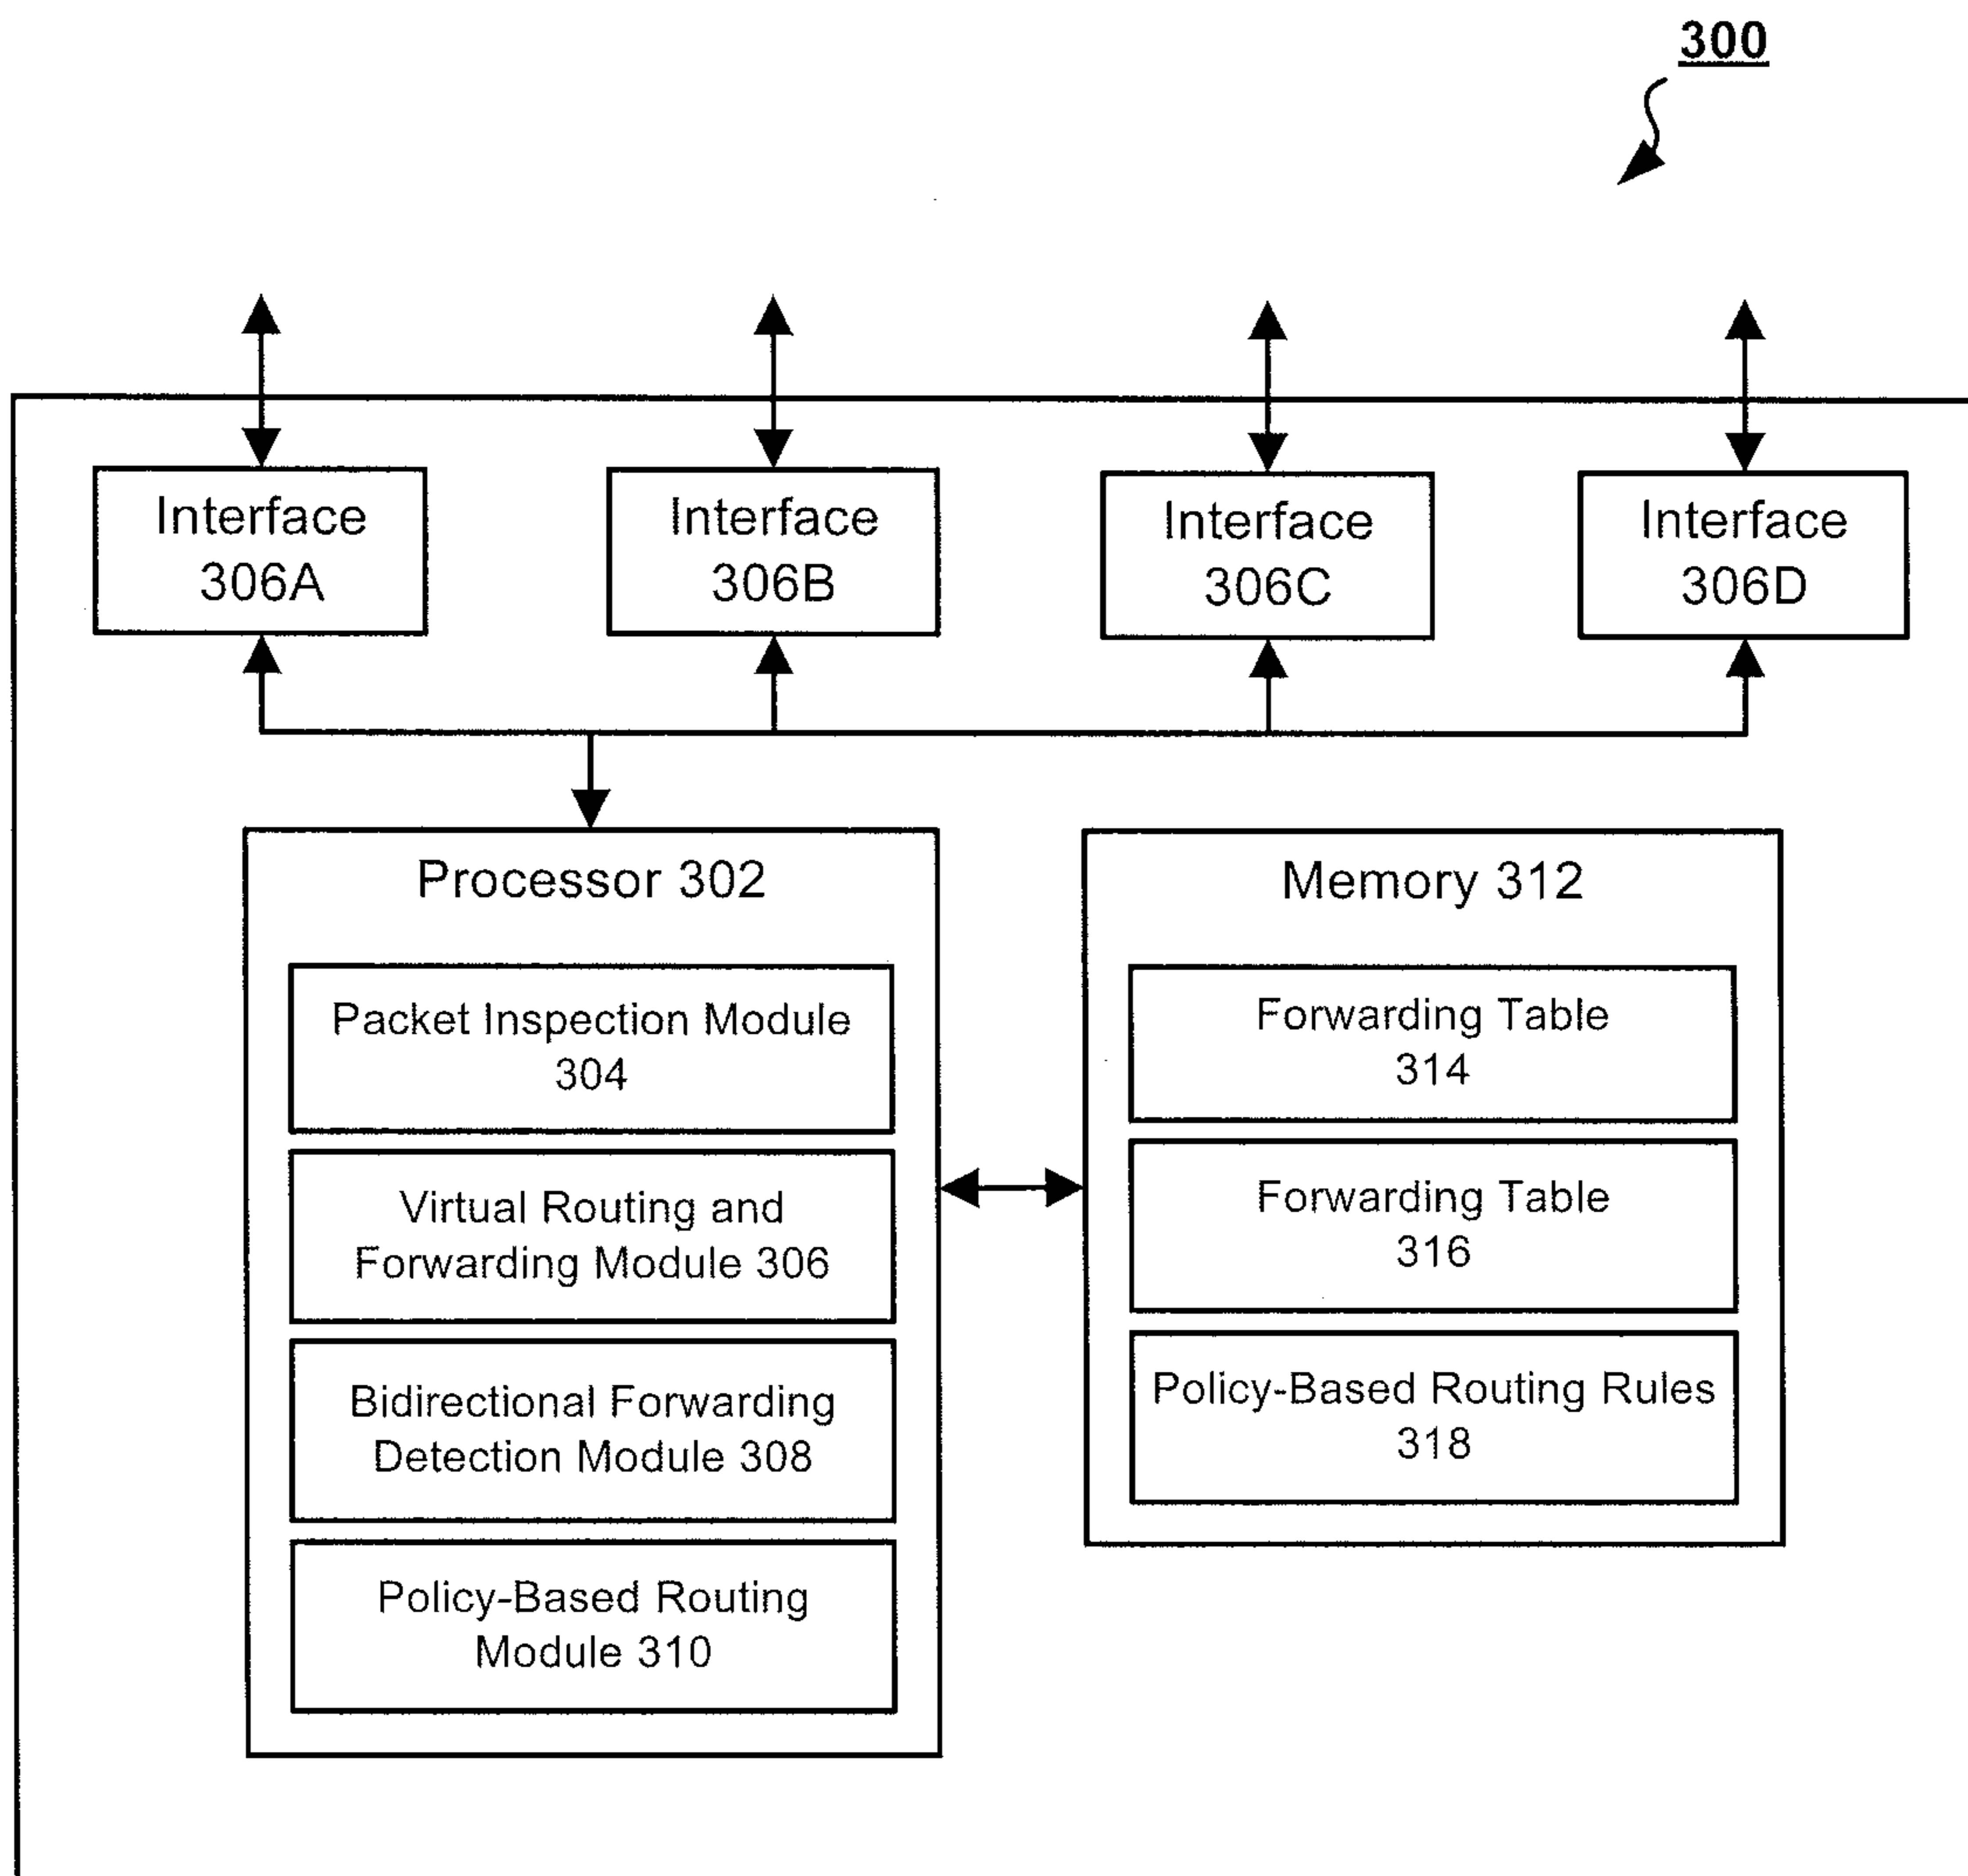 300
Interface
306A
Interface
306B
Interface
306C
Interface
306D
Processor 302
Packet Inspection Module
304
Virtual Routing and
Forwarding Module 306
Bidirectional Forwarding
Detection Module 308
Policy-Based Routing
Module 310
Memory 312
Forwarding Table
314
Forwarding Table
316
Policy-Based Routing Rules
318